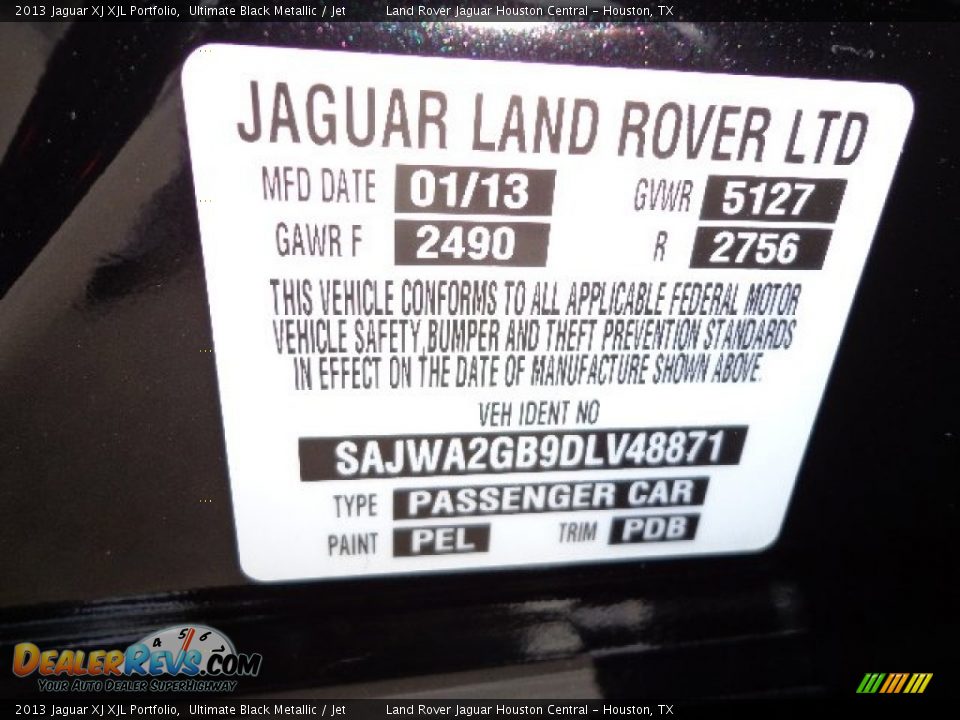 2013 Jaguar XJ XJL Portfolio, Ultimate Black Metallic / Jet Land Rover Jaguar Houston Central - Houston, TX
JAGUAR LAND ROVER LTD
MFD DATE 01/13 GVWR 5127
GAWR F 2490 R 2756
THIS VEHICLE CONFORMS TO ALL APPLICABLE FEDERAL MOTOR
VEHICLE SAFETY, BUMPER AND THEFT PREVENTION STANDARDS
IN EFFECT ON THE DATE OF MANUFACTURE SHOWN ABOVE.
VEH IDENT NO
SAJWA2GB9DLV48871
TYPE PASSENGER CAR
PAINT PEL TRIM PDB
4 5 6
DEALERREVS.COM
YOUR AUTO DEALER SUPERHIGHWAY
2013 Jaguar XJ XJL Portfolio, Ultimate Black Metallic / Jet Land Rover Jaguar Houston Central - Houston, TX